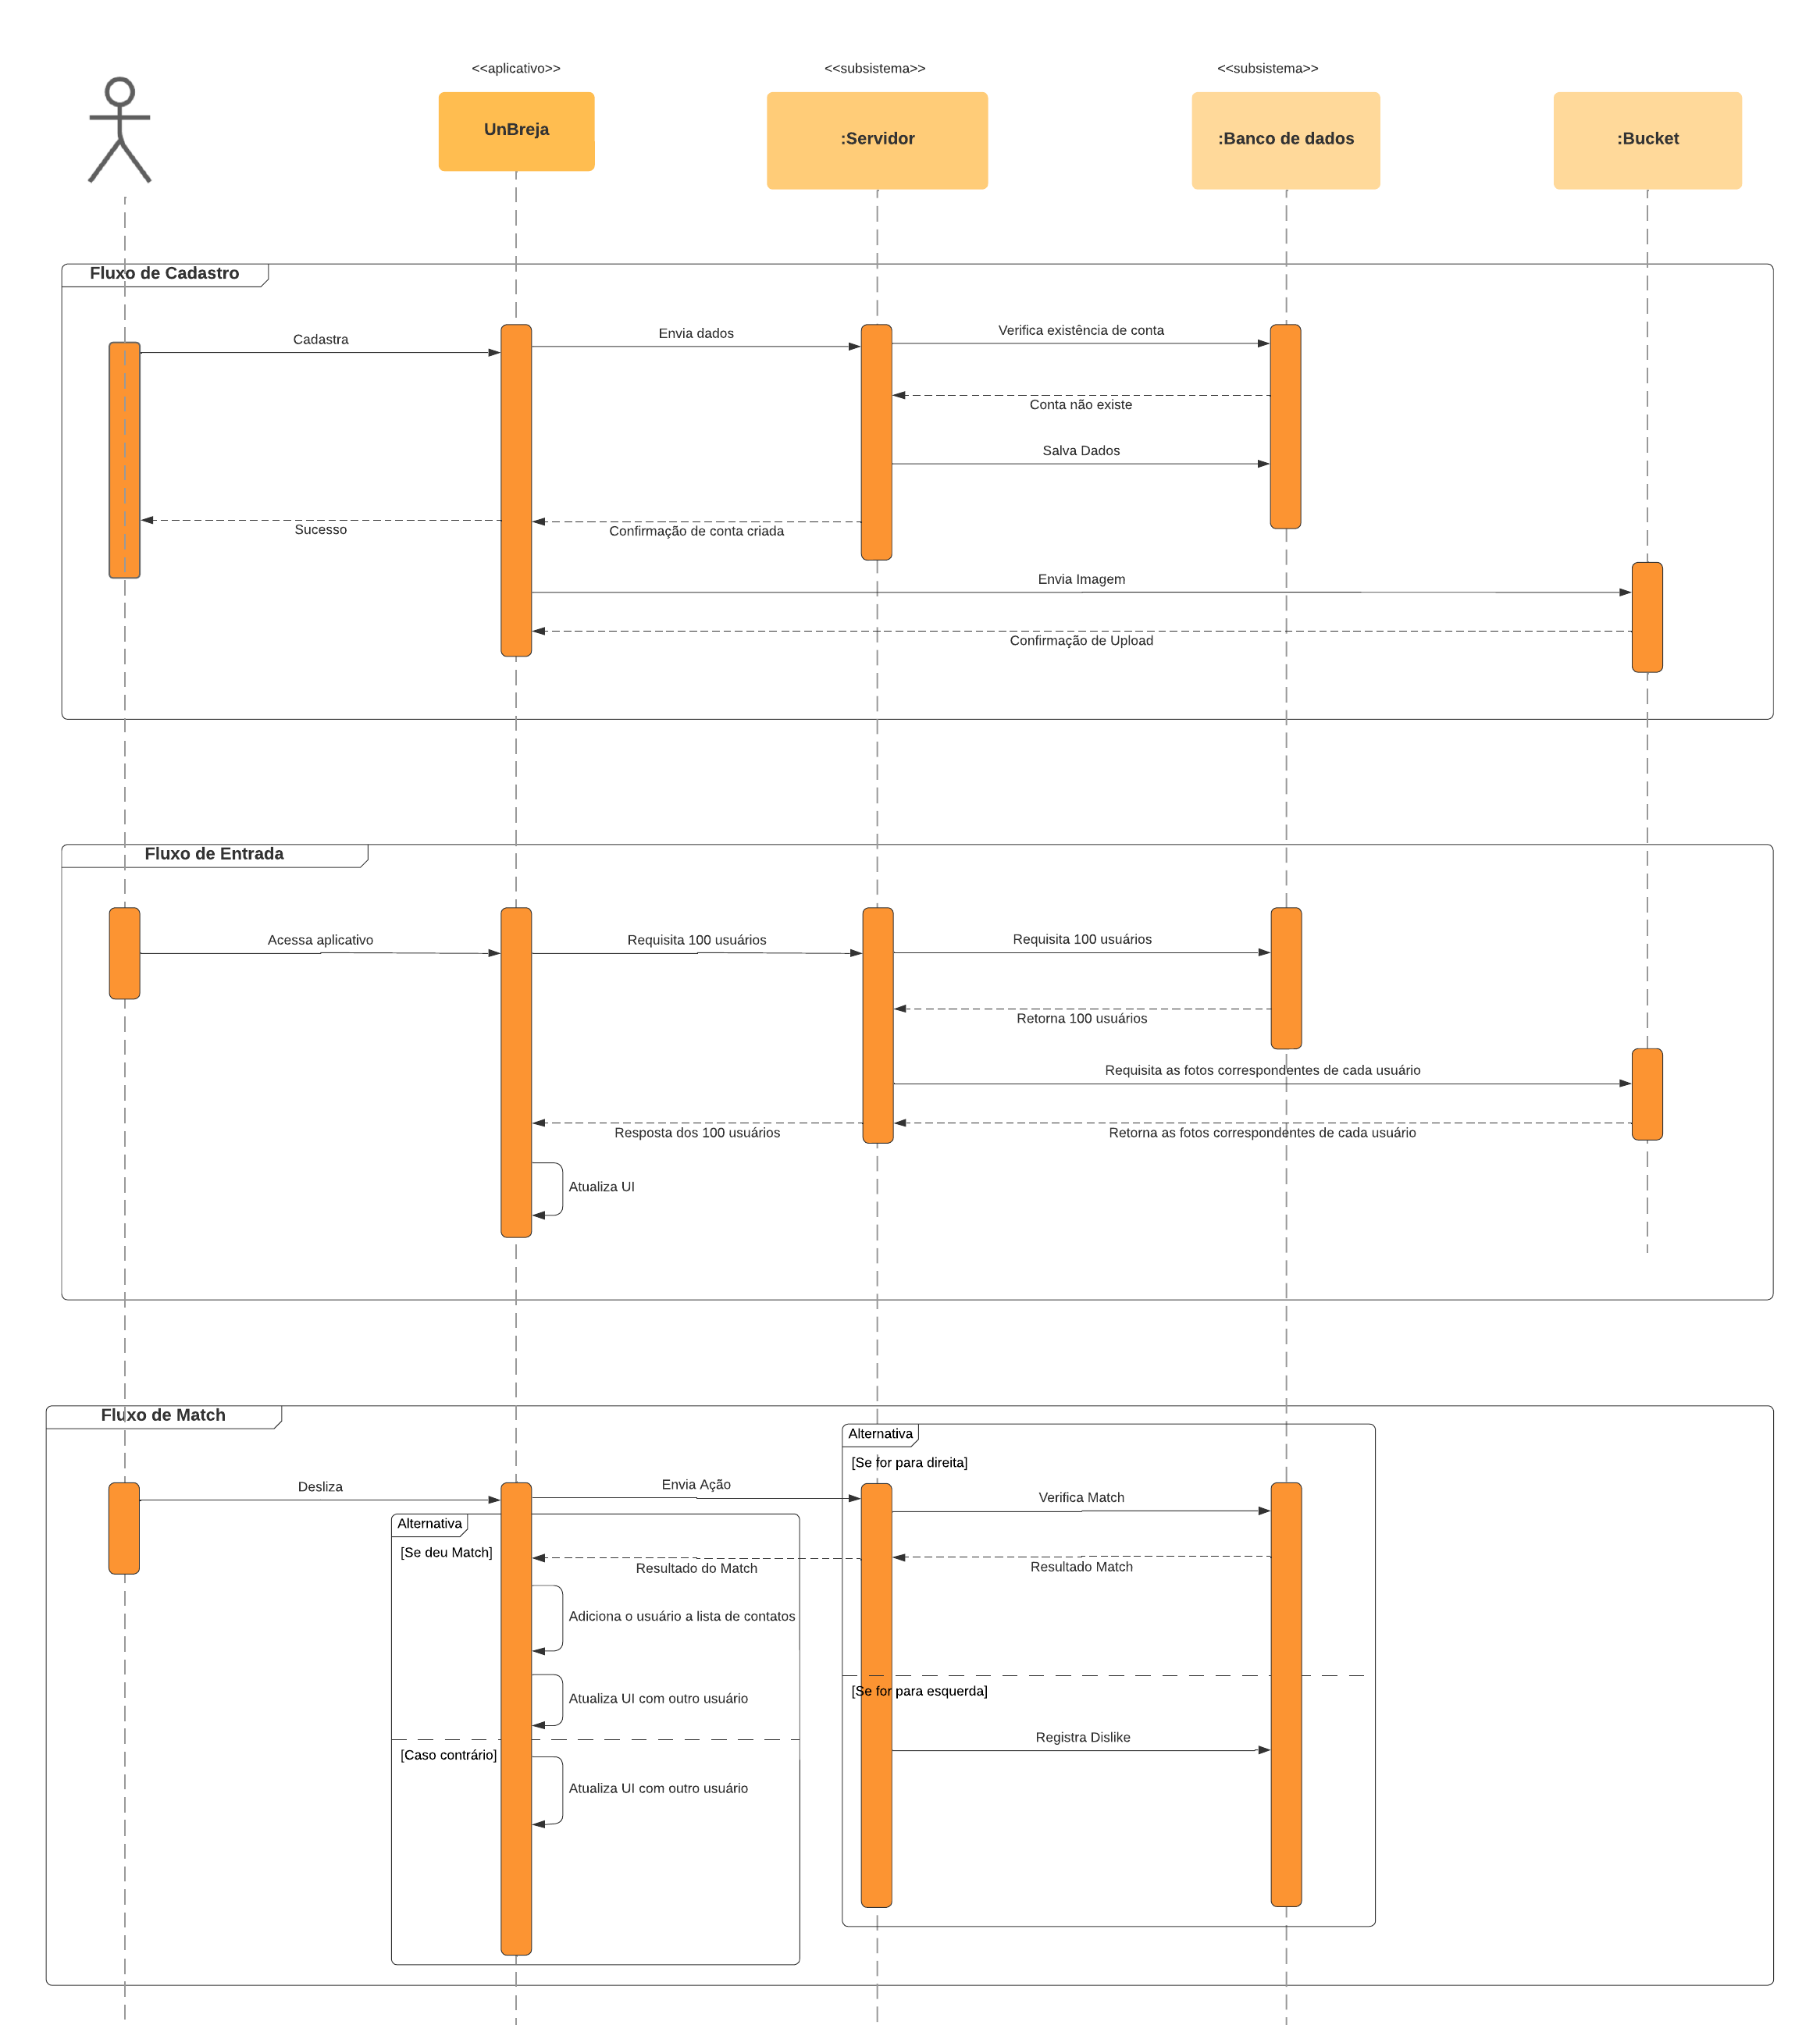 <<aplicativo>>
<<subsistema>>
<<subsistema>>
UnBreja
:Servidor
:Banco de dados
:Bucket
Fluxo de Cadastro
Cadastra
Envia dados
Verifica existência de conta
Conta não existe
Salva Dados
Sucesso
Confirmação de conta criada
Envia Imagem
Confirmação de Upload
Fluxo de Entrada
Acessa aplicativo
Requisita 100 usuários
Requisita 100 usuários
Retorna 100 usuários
Requisita as fotos correspondentes de cada usuário
Resposta dos 100 usuários
Retorna as fotos correspondentes de cada usuário
Atualiza UI
Fluxo de Match
Alternativa
[Se for para direita]
Desliza
Envia Ação
Verifica Match
Alternativa
[Se deu Match]
Resultado do Match
Resultado Match
Adiciona o usuário a lista de contatos
Atualiza UI com outro usuário
[Se for para esquerda]
Registra Dislike
[Caso contrário]
Atualiza UI com outro usuário